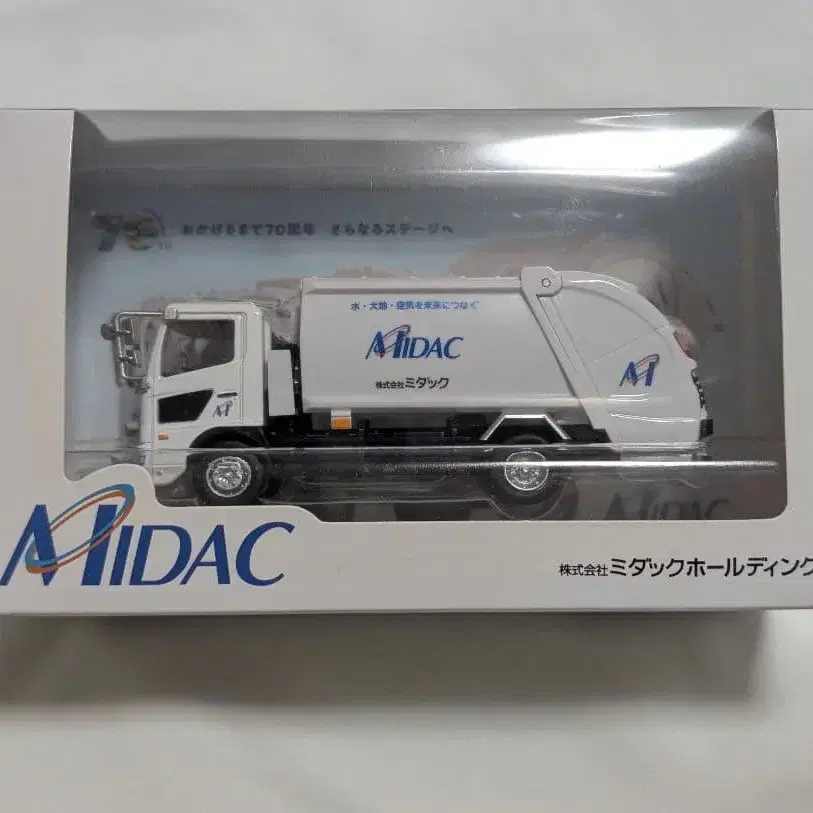 70th
おかげさまで70周年 さらなるステージへ
水・大地・空気を未来につなぐ
MIDAC
株式会社ミダック
M
M
MIDAC
株式会社ミダックホールディング